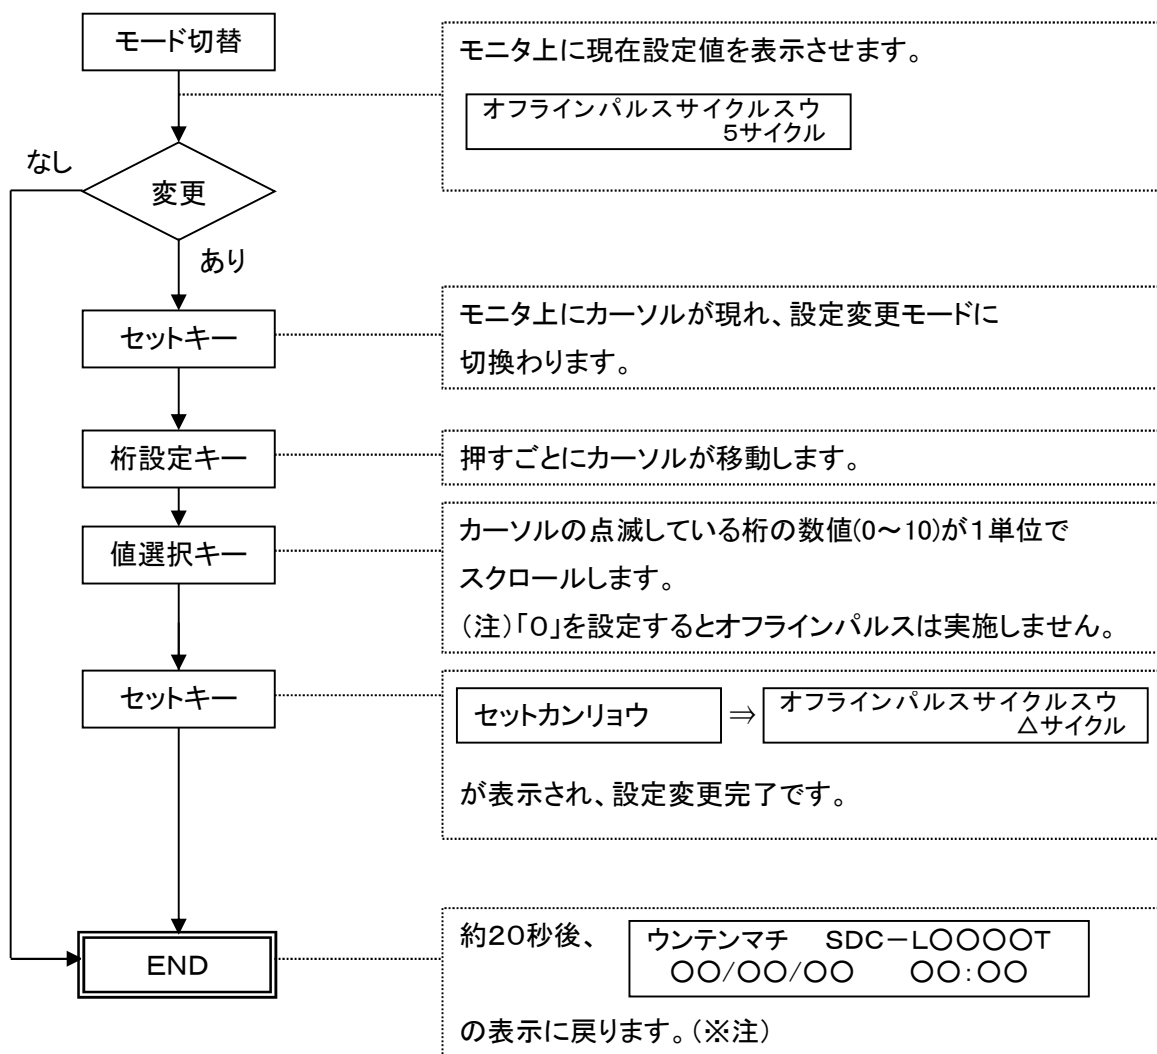 モード切替
モニタ上に現在設定値を表示させます。
オフラインパルスサイクルスウ
5サイクル
なし
変更
あり
セットキー
モニタ上にカーソルが現れ、設定変更モードに
切換わります。
桁設定キー
押すごとにカーソルが移動します。
値選択キー
カーソルの点滅している桁の数値(0～10)が１単位で
スクロールします。
（注）「０」を設定するとオフラインパルスは実施しません。
セットキー
セットカンリョウ ⇒ オフラインパルスサイクルスウ
△サイクル
が表示され、設定変更完了です。
END
約２０秒後、 ウンテンマチ SDC－L〇〇〇〇T
〇〇/〇〇/〇〇 〇〇:〇〇
の表示に戻ります。（※注）